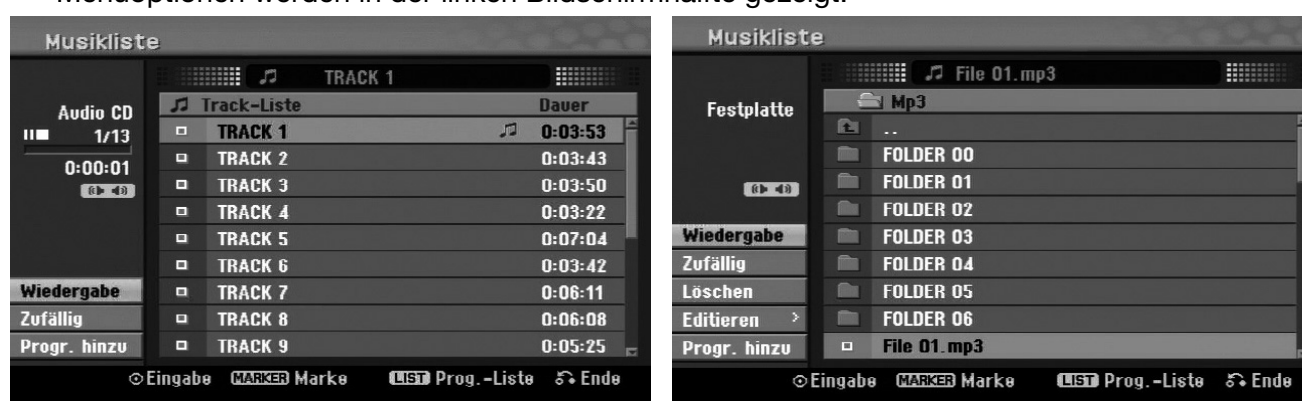 Menüoptionen werden in der linken Bildschirmhälfte gezeigt.
Musikliste
TRACK 1
Audio CD
1/13
0:00:01
Track-Liste Dauer
TRACK 1 0:03:53
TRACK 2 0:03:43
TRACK 3 0:03:50
TRACK 4 0:03:22
TRACK 5 0:07:04
TRACK 6 0:03:42
TRACK 7 0:06:11
TRACK 8 0:06:08
TRACK 9 0:05:25
Wiedergabe
Zufällig
Progr. hinzu
Eingabe MARKER Marke LIST Prog.-Liste Ende
Musikliste
File 01.mp3
Festplatte
Mp3
..
FOLDER 00
FOLDER 01
FOLDER 02
FOLDER 03
FOLDER 04
FOLDER 05
FOLDER 06
File 01.mp3
Wiedergabe
Zufällig
Löschen
Editieren >
Progr. hinzu
Eingabe MARKER Marke LIST Prog.-Liste Ende